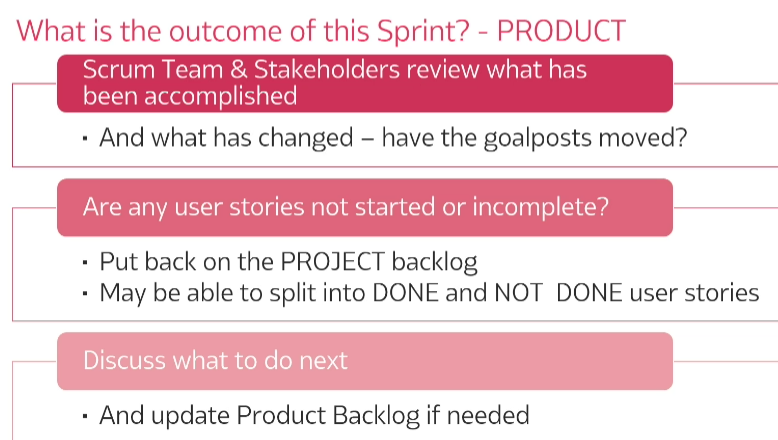 What is the outcome of this Sprint? - PRODUCT
Scrum Team & Stakeholders review what has
been accomplished
▪ And what has changed – have the goalposts moved?
Are any user stories not started or incomplete?
▪ Put back on the PROJECT backlog
▪ May be able to split into DONE and NOT  DONE user stories
Discuss what to do next
▪ And update Product Backlog if needed